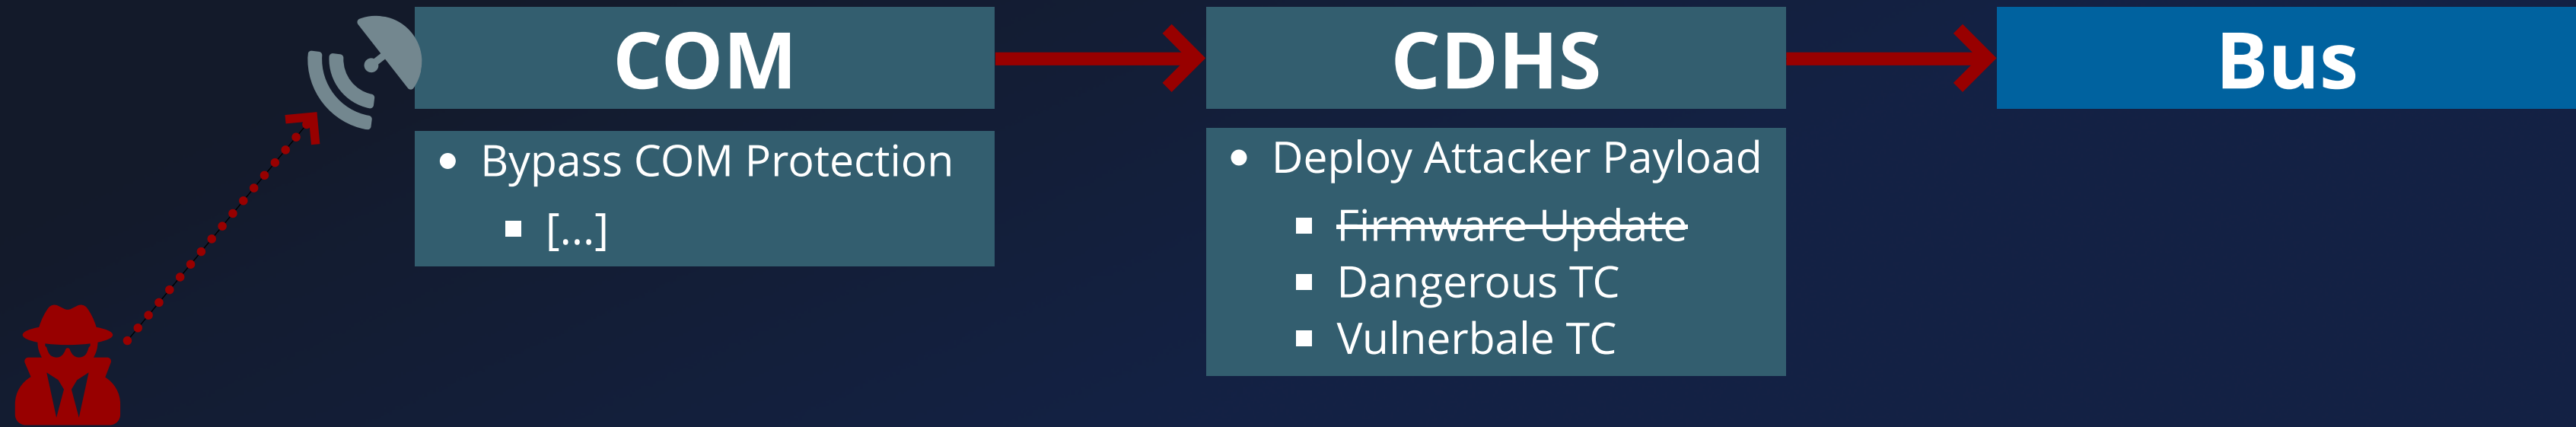 COM
CDHS
Bus
• Bypass COM Protection
▪ [...]
• Deploy Attacker Payload
▪ Firmware Update
▪ Dangerous TC
▪ Vulnerbale TC